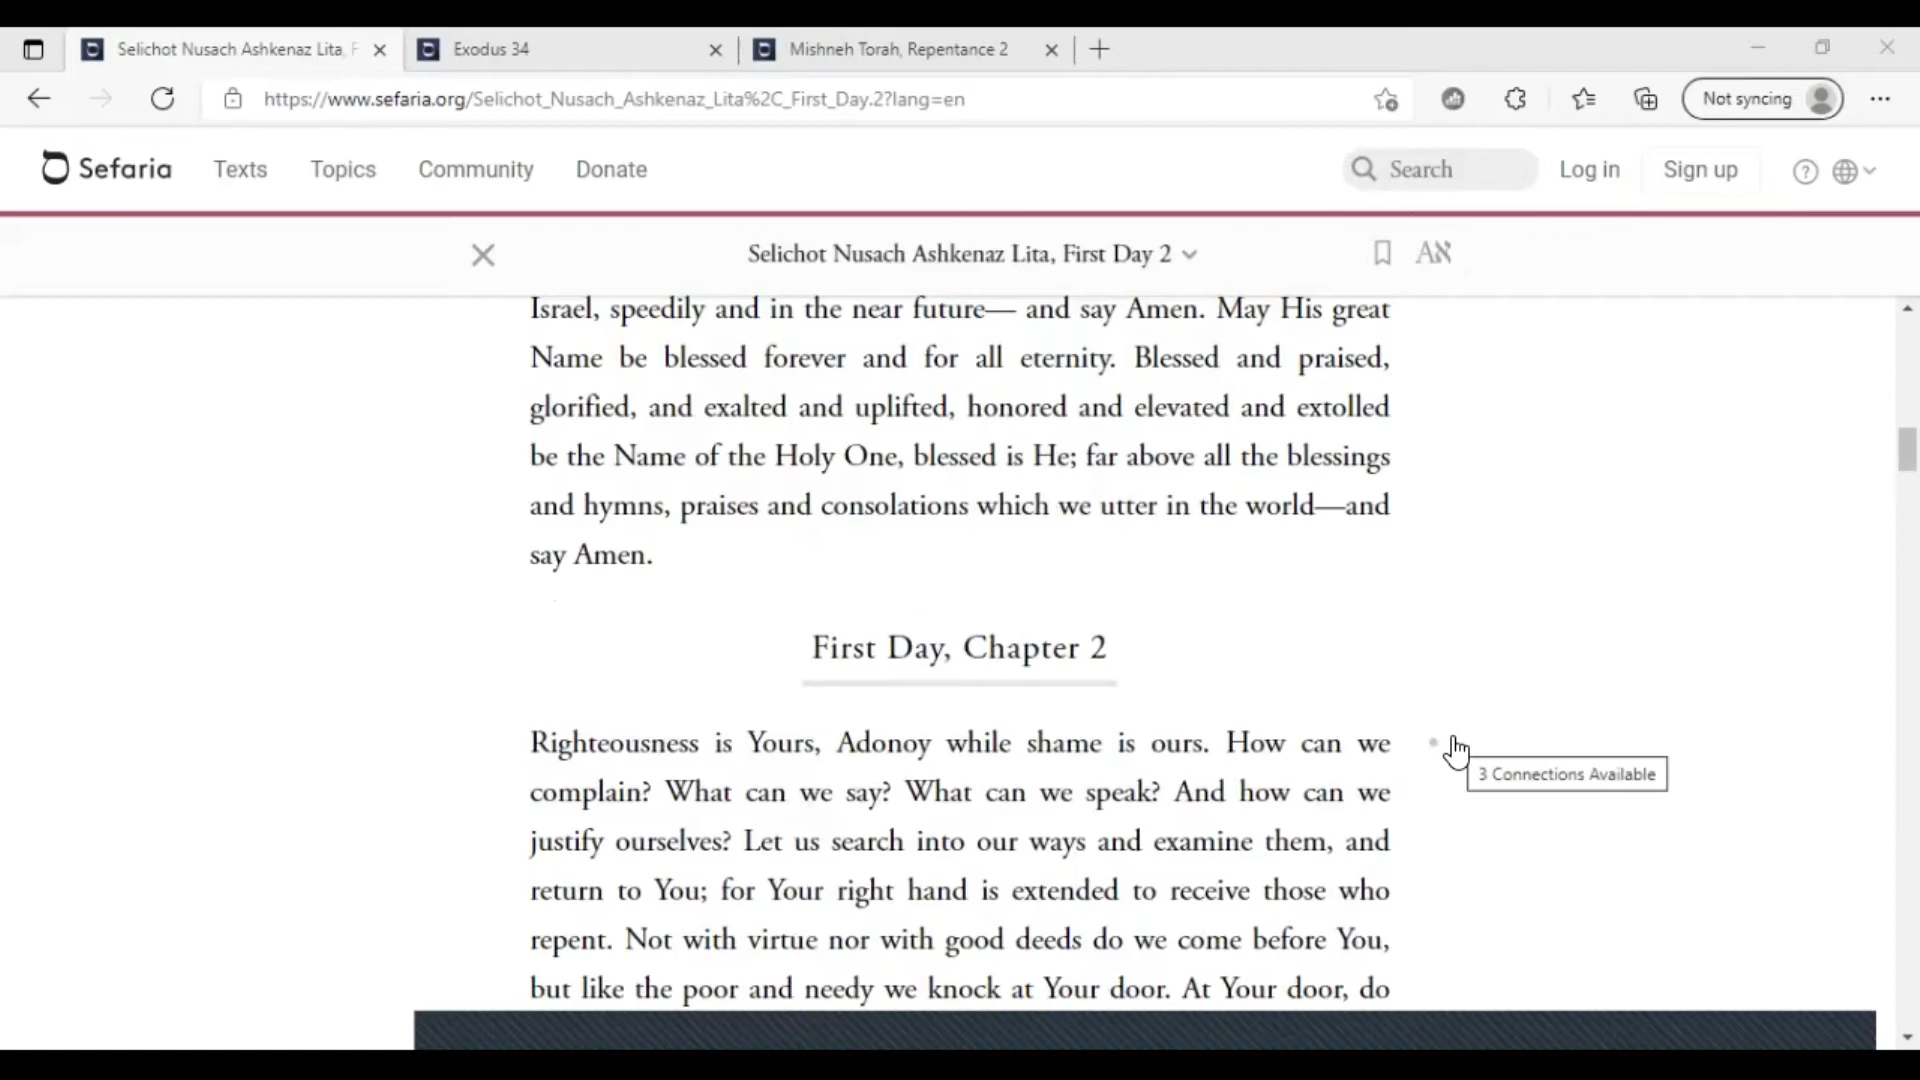 Selichot Nusach Ashkenaz Lita, F
Exodus 34
Mishneh Torah, Repentance 2
https://www.sefaria.org/Selichot_Nusach_Ashkenaz_Lita%2C_First_Day.2?lang=en
Not syncing
Sefaria
Texts
Topics
Community
Donate
Search
Log in
Sign up
Selichot Nusach Ashkenaz Lita, First Day 2
Aא
Israel, speedily and in the near future— and say Amen. May His great
Name be blessed forever and for all eternity. Blessed and praised,
glorified, and exalted and uplifted, honored and elevated and extolled
be the Name of the Holy One, blessed is He; far above all the blessings
and hymns, praises and consolations which we utter in the world—and
say Amen.
First Day, Chapter 2
Righteousness is Yours, Adonoy while shame is ours. How can we
complain? What can we say? What can we speak? And how can we
justify ourselves? Let us search into our ways and examine them, and
return to You; for Your right hand is extended to receive those who
repent. Not with virtue nor with good deeds do we come before You,
but like the poor and needy we knock at Your door. At Your door, do
3 Connections Available